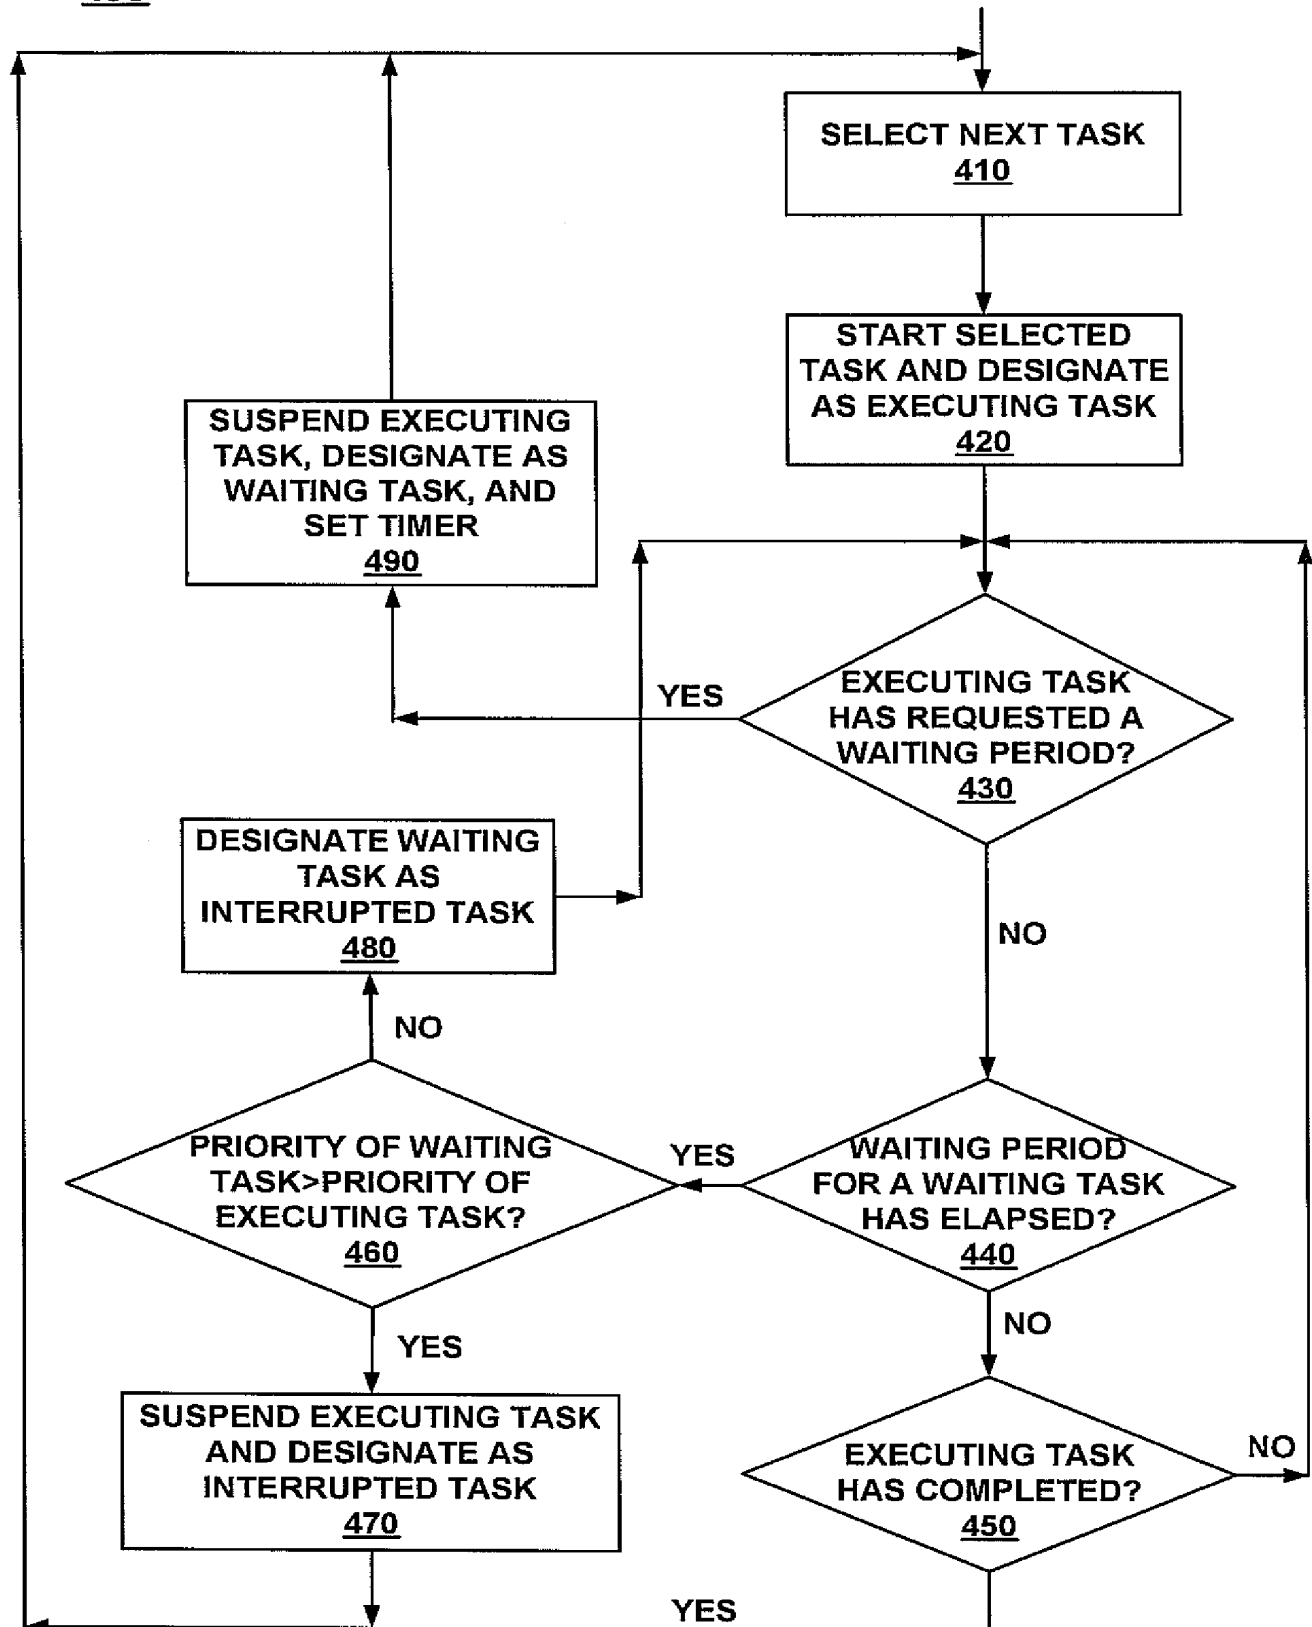 SELECT NEXT TASK
410
START SELECTED
TASK AND DESIGNATE
AS EXECUTING TASK
420
SUSPEND EXECUTING
TASK, DESIGNATE AS
WAITING TASK, AND
SET TIMER
490
EXECUTING TASK
HAS REQUESTED A
WAITING PERIOD?
430
YES
DESIGNATE WAITING
TASK AS
INTERRUPTED TASK
480
NO
NO
PRIORITY OF WAITING
TASK>PRIORITY OF
EXECUTING TASK?
460
YES
WAITING PERIOD
FOR A WAITING TASK
HAS ELAPSED?
440
YES
NO
SUSPEND EXECUTING TASK
AND DESIGNATE AS
INTERRUPTED TASK
470
EXECUTING TASK
HAS COMPLETED?
450
NO
YES